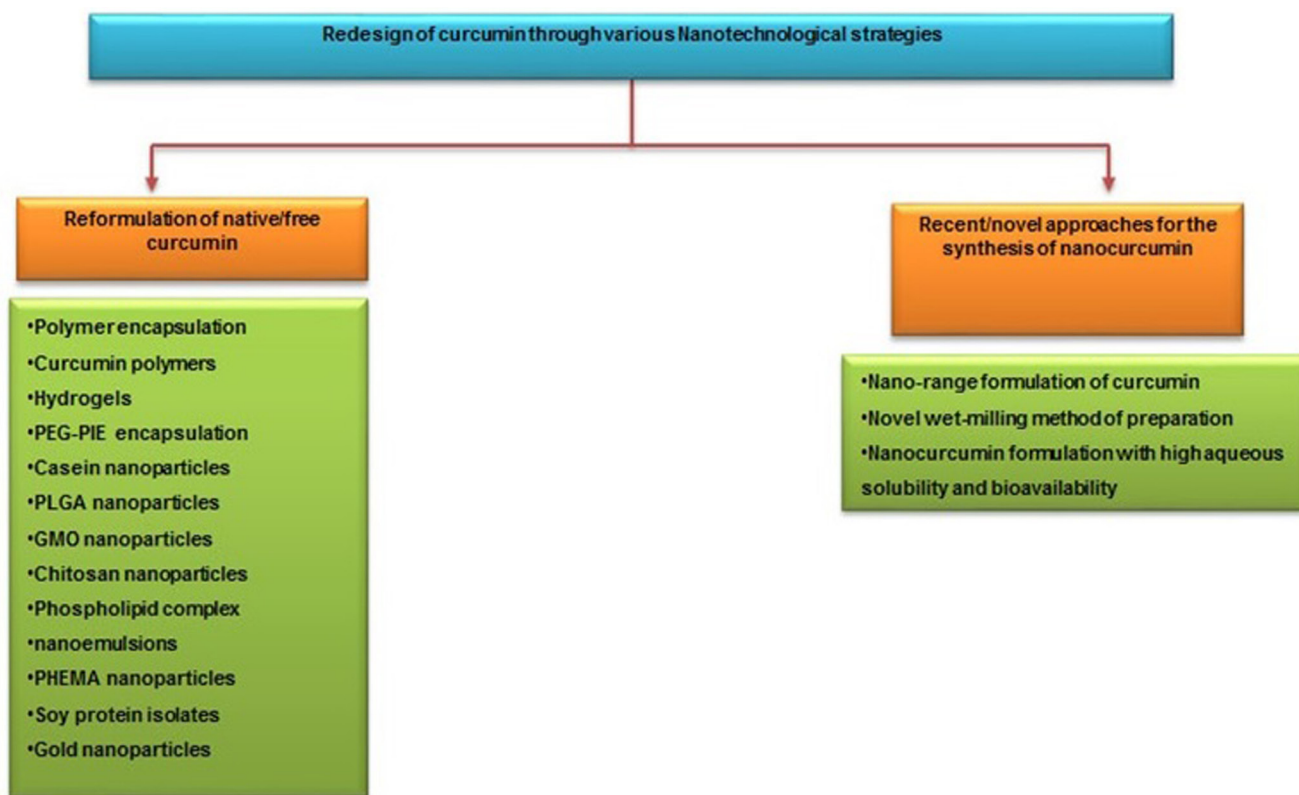 Redesign of curcumin through various Nanotechnological strategies
Reformulation of native/free
curcumin
•Polymer encapsulation
•Curcumin polymers
•Hydrogels
•PEG-PIE encapsulation
•Casein nanoparticles
•PLGA nanoparticles
•GMO nanoparticles
•Chitosan nanoparticles
•Phospholipid complex
•nanoemulsions
•PHEMA nanoparticles
•Soy protein isolates
•Gold nanoparticles
Recent/novel approaches for the
synthesis of nanocurcumin
•Nano-range formulation of curcumin
•Novel wet-milling method of preparation
•Nanocurcumin formulation with high aqueous
solubility and bioavailability